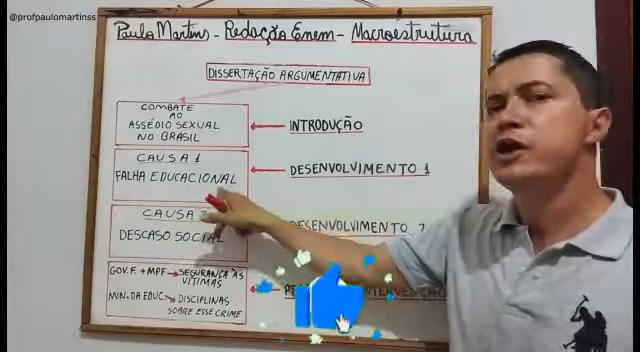 @profpaulomartinss
Paulo Martins - Redação Enem - Macroestrutura
DISSERTAÇÃO ARGUMENTATIVA
COMBATE
AO
ASSÉDIO SEXUAL
NO BRASIL
INTRODUÇÃO
CAUSA 1
FALHA EDUCACIONAL
DESENVOLVIMENTO 1
CAUSA 2
DESCASO SOCIAL
DESENVOLVIMENTO 2
GOV. F. + MPF → SEGURANÇA ÀS
VÍTIMAS
MIN. DA EDUC. → DISCIPLINAS
SOBRE ESSE CRIME
INTERVENÇÃO